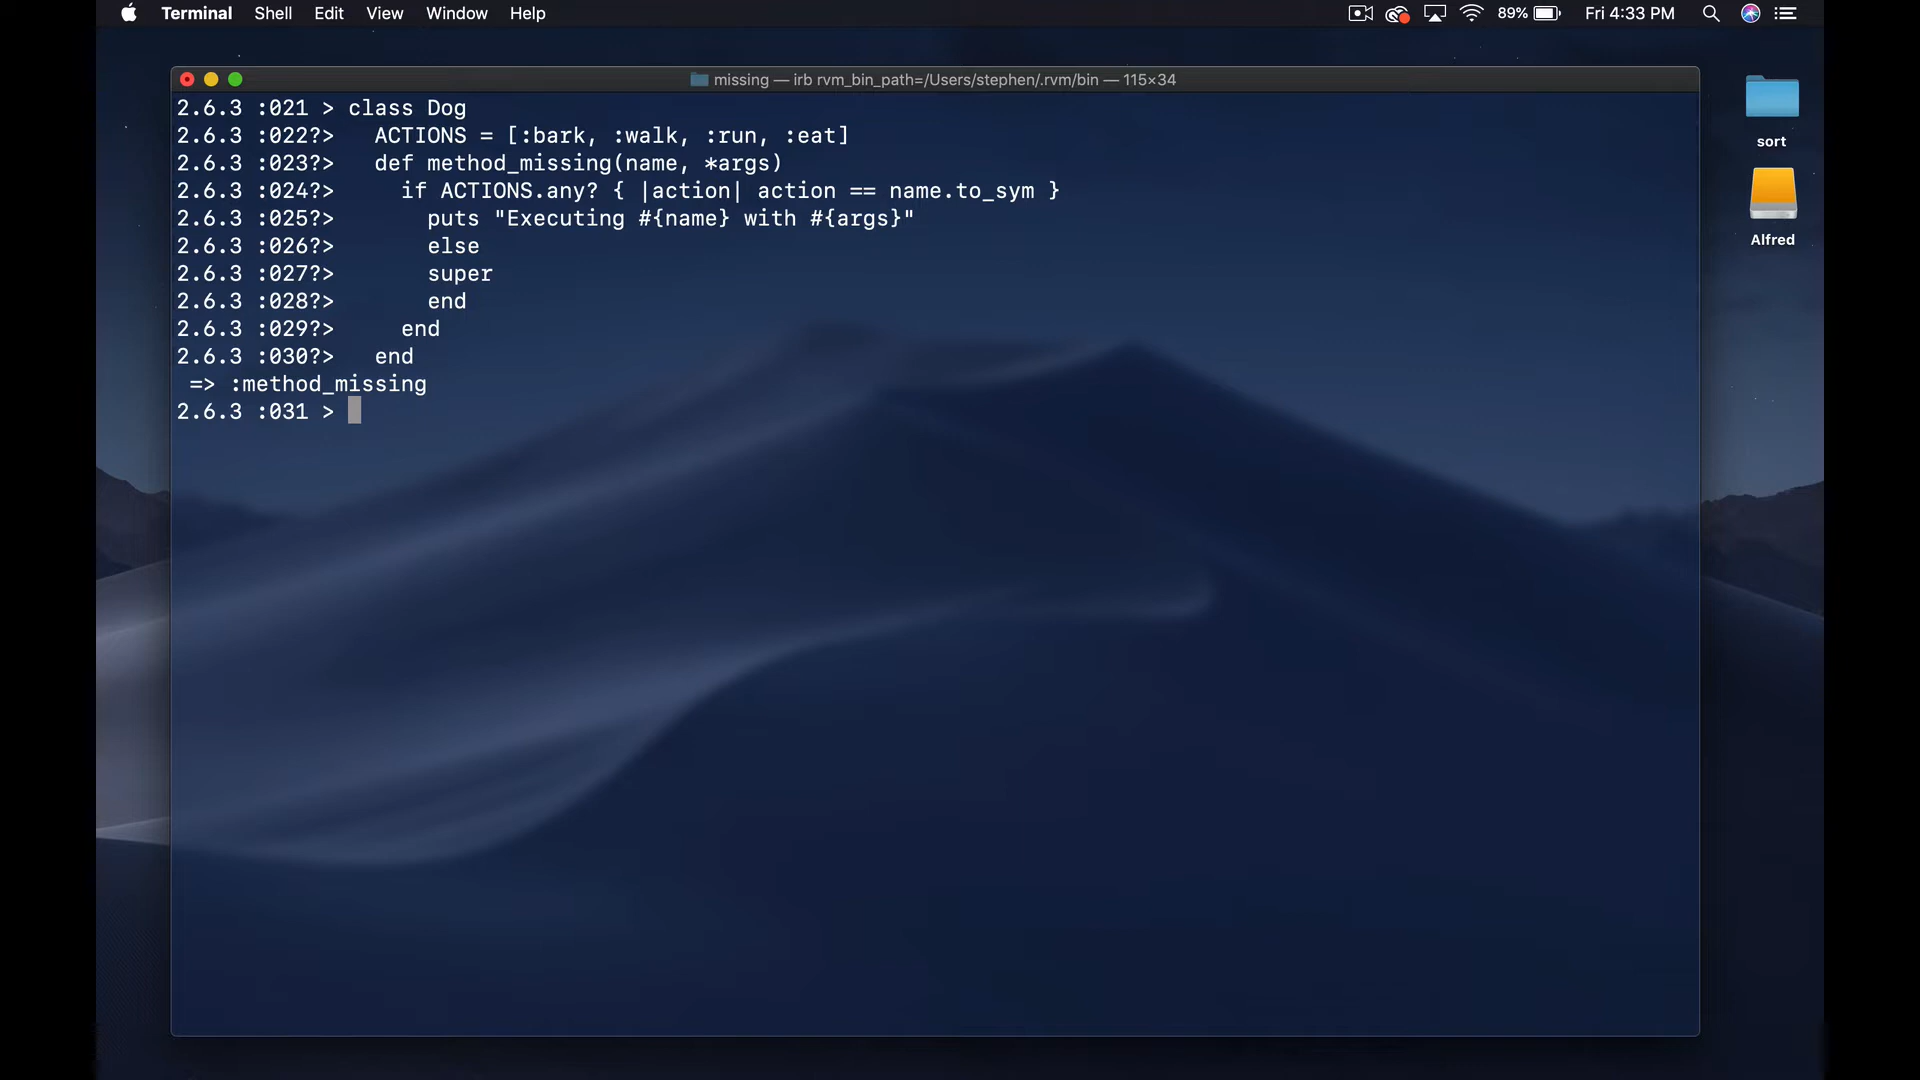 Terminal Shell Edit View Window Help 89% Fri 4:33 PM
missing — irb rvm_bin_path=/Users/stephen/.rvm/bin — 115×34
2.6.3 :021 > class Dog
2.6.3 :022?>   ACTIONS = [:bark, :walk, :run, :eat]
2.6.3 :023?>   def method_missing(name, *args)
2.6.3 :024?>     if ACTIONS.any? { |action| action == name.to_sym }
2.6.3 :025?>       puts "Executing #{name} with #{args}"
2.6.3 :026?>       else
2.6.3 :027?>       super
2.6.3 :028?>       end
2.6.3 :029?>     end
2.6.3 :030?>   end
 => :method_missing
2.6.3 :031 >
sort
Alfred